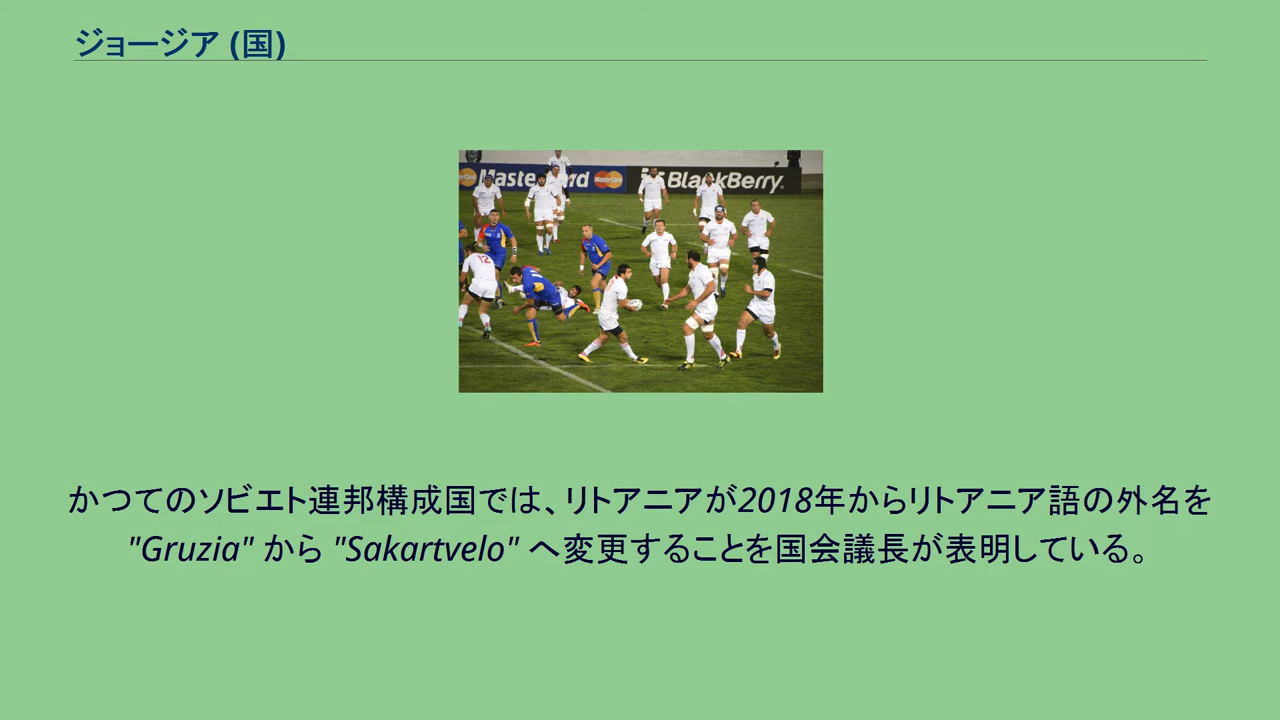 ジョージア (国)
MasterCard
MasterCard
BlackBerry.
12
かつてのソビエト連邦構成国では、リトアニアが2018年からリトアニア語の外名を
"Gruzia" から "Sakartvelo" へ変更することを国会議長が表明している。